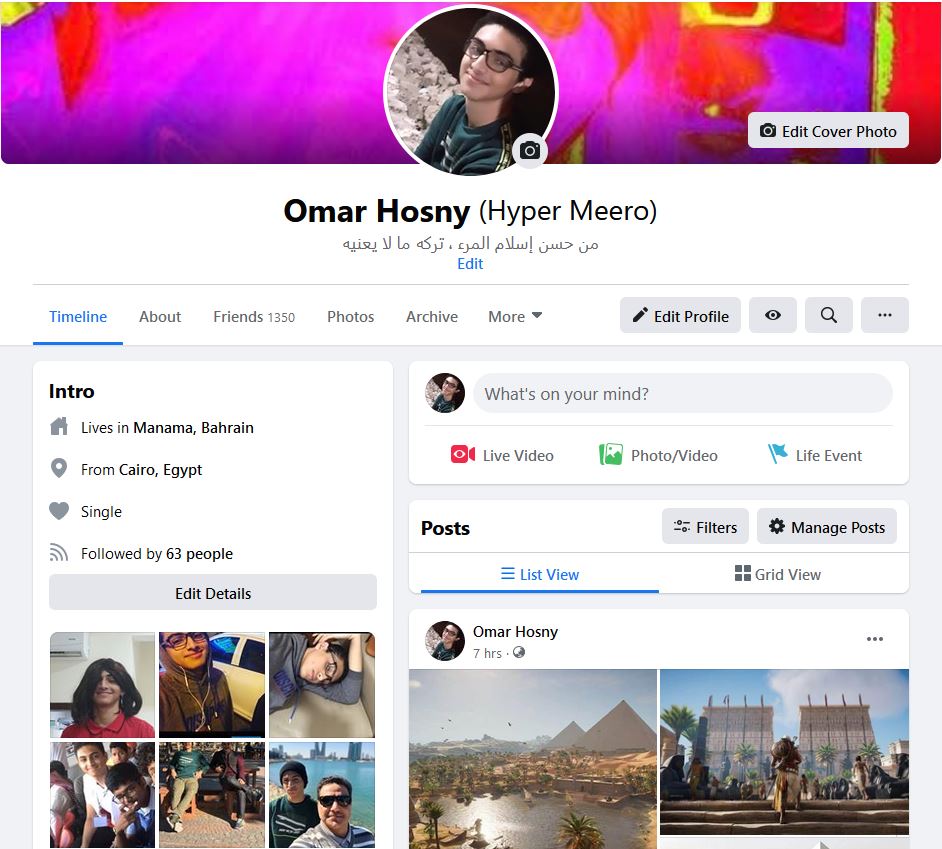 Edit Cover Photo
Omar Hosny (Hyper Meero)
من حسن إسلام المرء ، تركه ما لا يعنيه
Edit
Timeline About Friends 1350 Photos Archive More Edit Profile ...
Intro
Lives in Manama, Bahrain
From Cairo, Egypt
Single
Followed by 63 people
Edit Details
What's on your mind?
Live Video Photo/Video Life Event
Posts Filters Manage Posts
List View Grid View
Omar Hosny ...
7 hrs ·